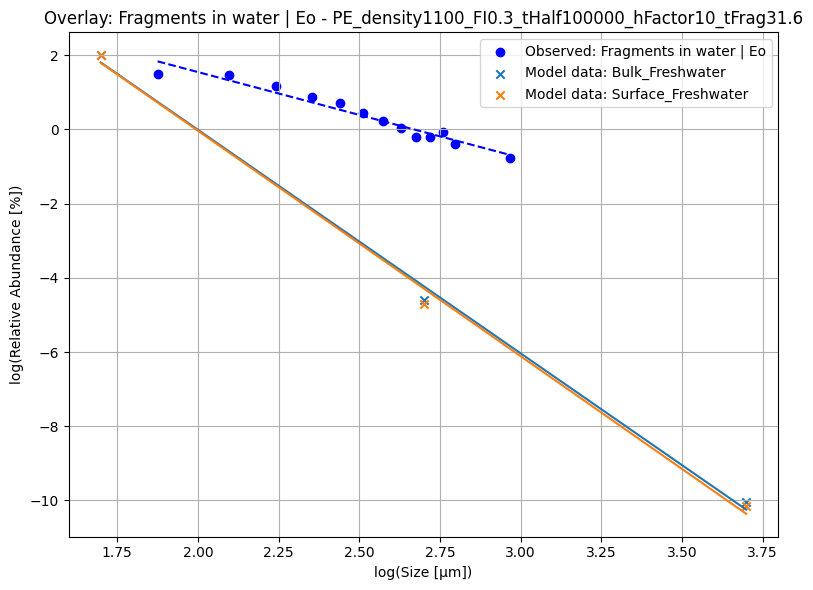 Overlay: Fragments in water | Eo - PE_density1100_FI0.3_tHalf100000_hFactor10_tFrag31.6
Observed: Fragments in water | Eo
Model data: Bulk_Freshwater
Model data: Surface_Freshwater
log(Relative Abundance [%])
2
0
−2
−4
−6
−8
−10
1.75 2.00 2.25 2.50 2.75 3.00 3.25 3.50 3.75
log(Size [μm])